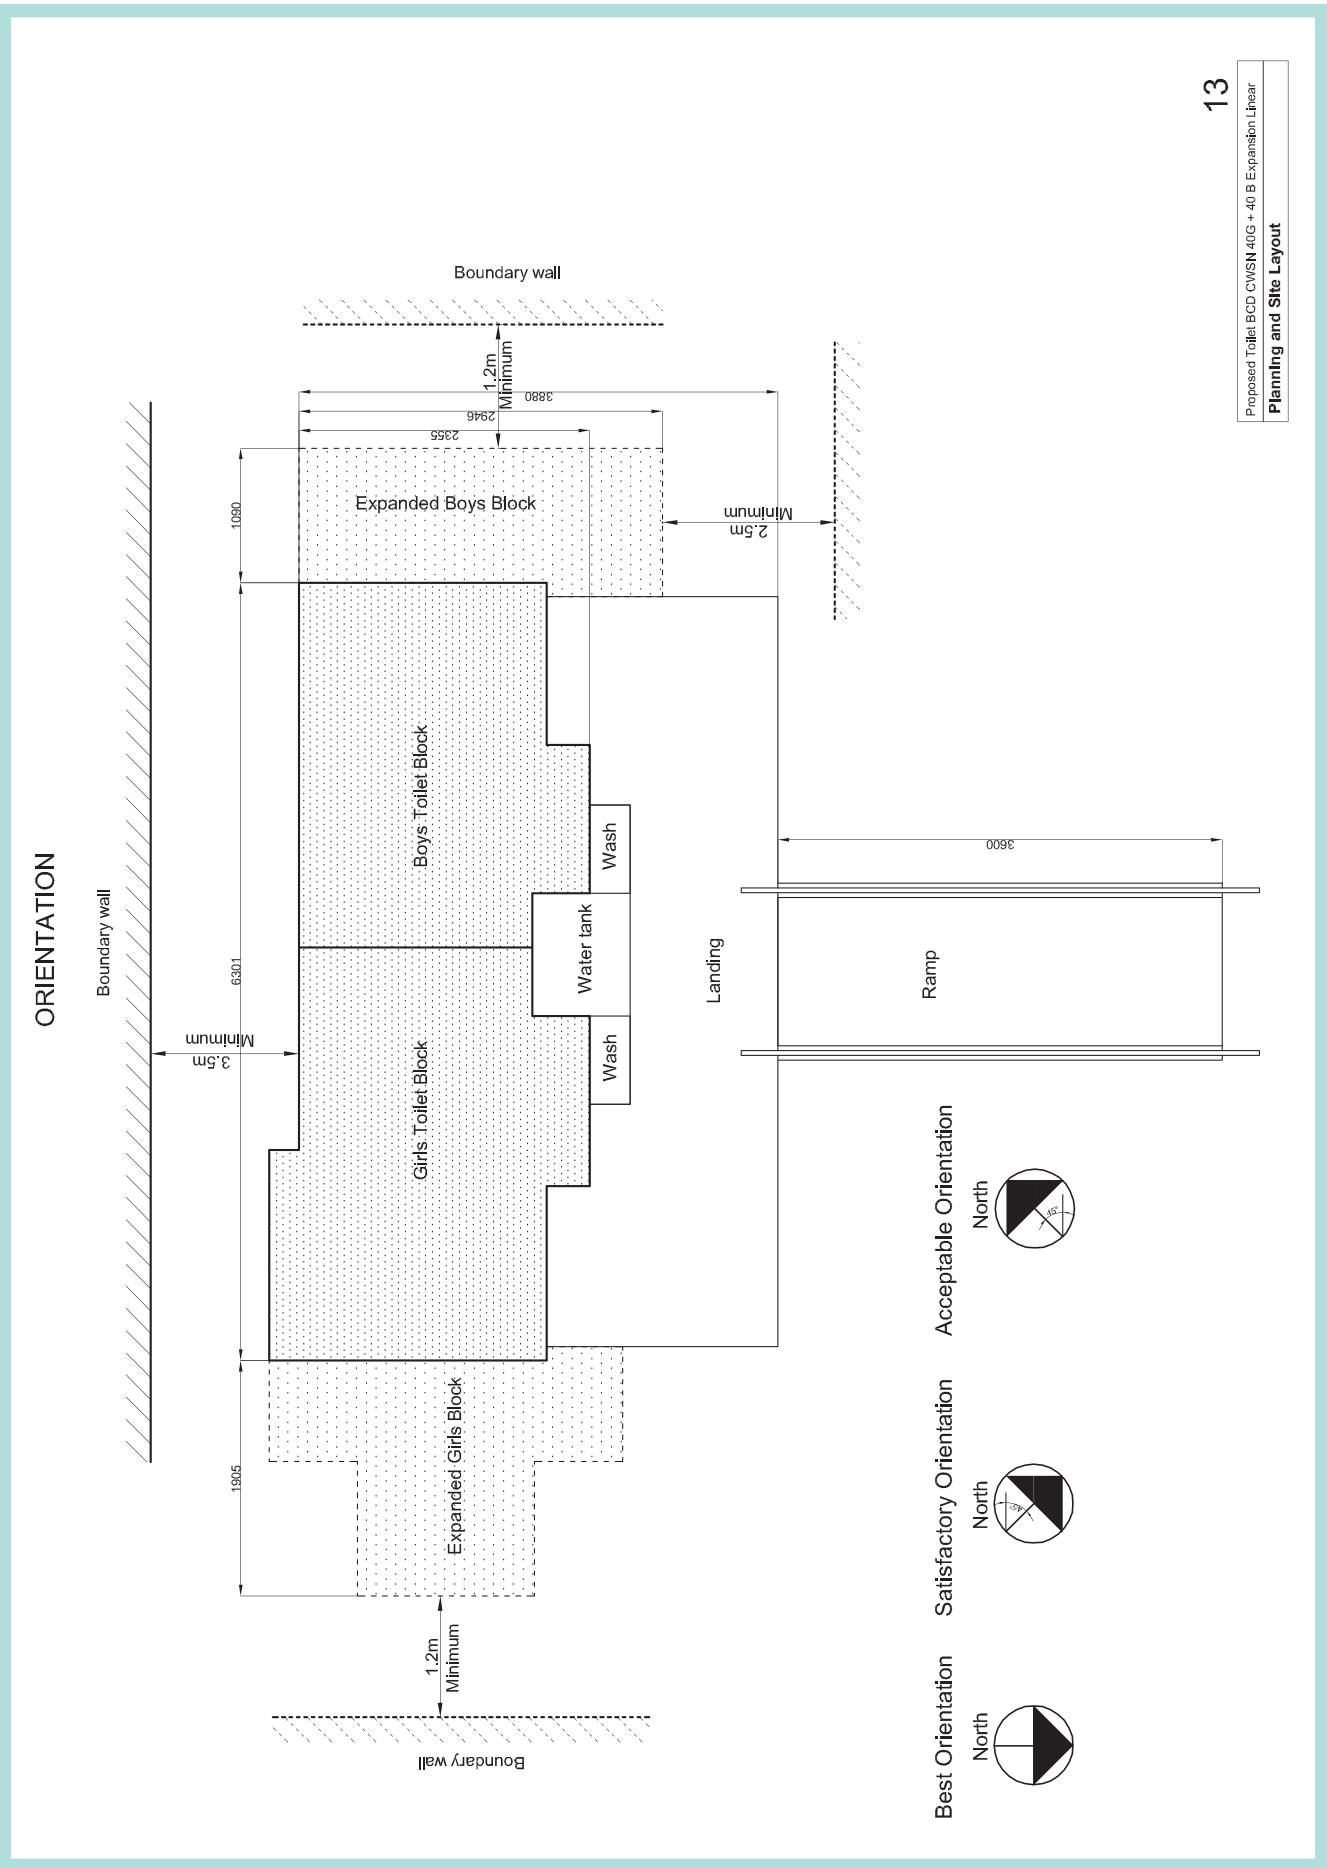 ORIENTATION
Boundary wall
3.5m
Minimum
1905
6301
1090
Boundary wall
1.2m
Minimum
Expanded Girls Block
Girls Toilet Block
Boys Toilet Block
Expanded Boys Block
2355
2946
3880
1.2m
Minimum
Boundary wall
Wash
Water tank
Wash
2.5m
Minimum
Landing
Ramp
3600
Best Orientation
North
Satisfactory Orientation
North
45°
Acceptable Orientation
North
45°
13
Proposed Toilet BCD CWSN 40G + 40 B Expansion Linear
Planning and Site Layout